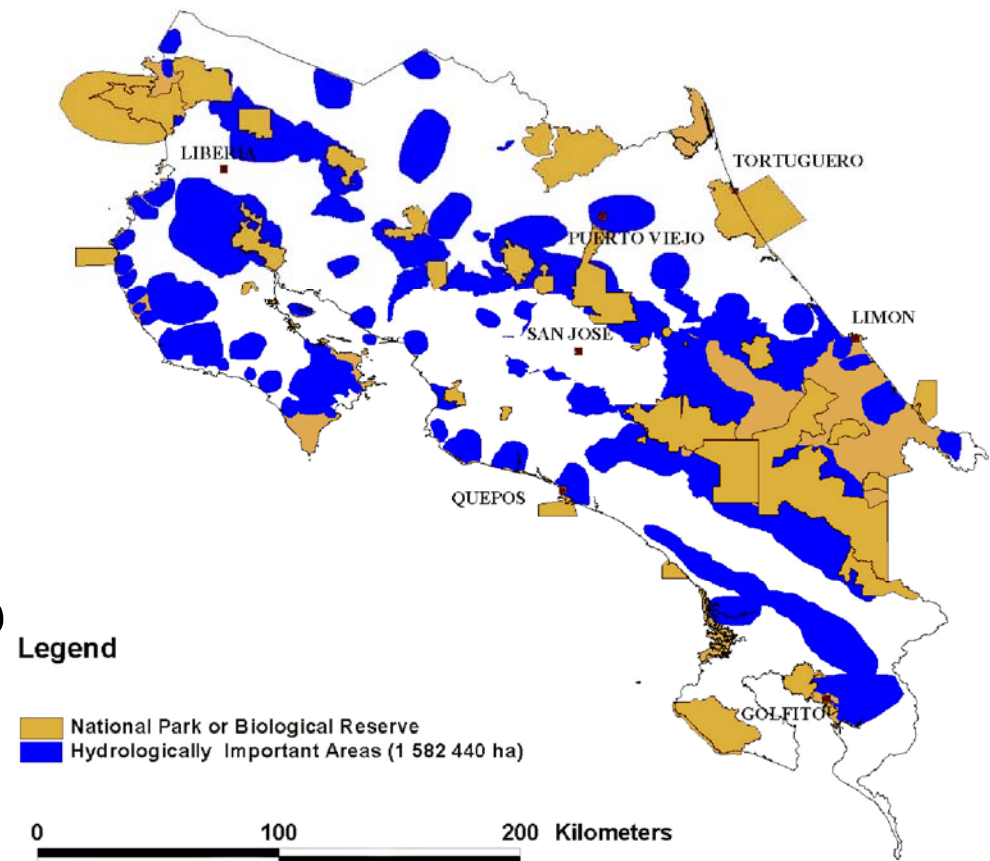 LIBERIA
TORTUGUERO
PUERTO VIEJO
LIMON
SAN JOSÉ
QUEPOS
GOLFITO
)
Legend
National Park or Biological Reserve
Hydrologically Important Areas (1 582 440 ha)
0 100 200 Kilometers